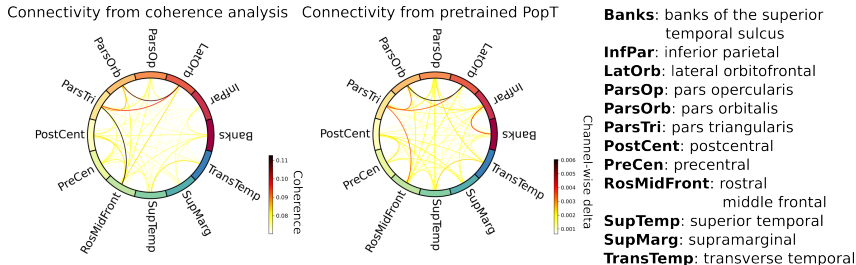 Connectivity from coherence analysis
ParsOp
ParsOrb
LatOrb
ParsTri
InfPar
PostCent
Banks
PreCen
TransTemp
RosMidFront
SupMarg
SupTemp
0.11
0.10
0.09
0.08
Coherence
Connectivity from pretrained PopT
ParsOp
ParsOrb
LatOrb
ParsTri
InfPar
PostCent
Banks
PreCen
TransTemp
RosMidFront
SupMarg
SupTemp
0.006
0.005
0.004
0.003
0.002
0.001
Channel-wise delta
Banks: banks of the superior
temporal sulcus
InfPar: inferior parietal
LatOrb: lateral orbitofrontal
ParsOp: pars opercularis
ParsOrb: pars orbitalis
ParsTri: pars triangularis
PostCent: postcentral
PreCen: precentral
RosMidFront: rostral
middle frontal
SupTemp: superior temporal
SupMarg: supramarginal
TransTemp: transverse temporal